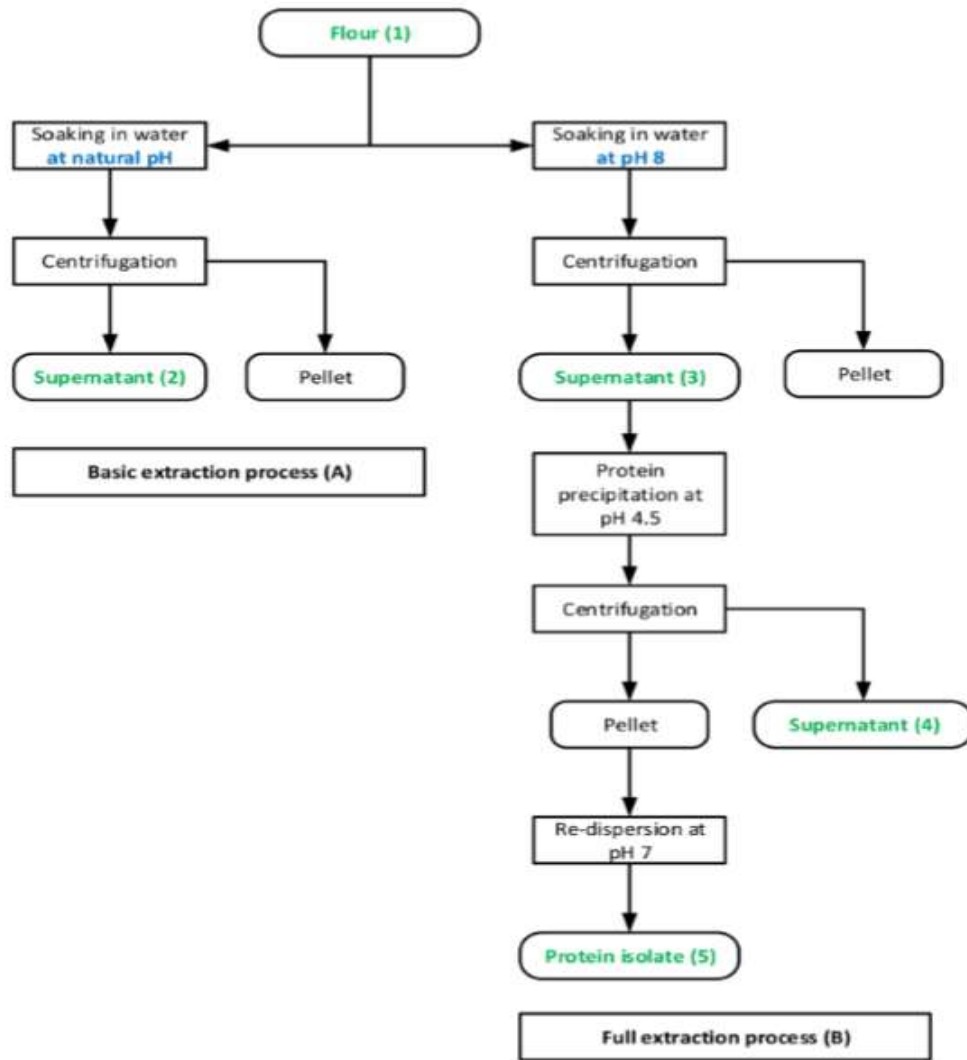 Flour (1)
Soaking in water
at natural pH
Soaking in water
at pH 8
Centrifugation
Centrifugation
Supernatant (2)
Pellet
Supernatant (3)
Pellet
Basic extraction process (A)
Protein
precipitation at
pH 4.5
Centrifugation
Pellet
Supernatant (4)
Re-dispersion at
pH 7
Protein isolate (5)
Full extraction process (B)